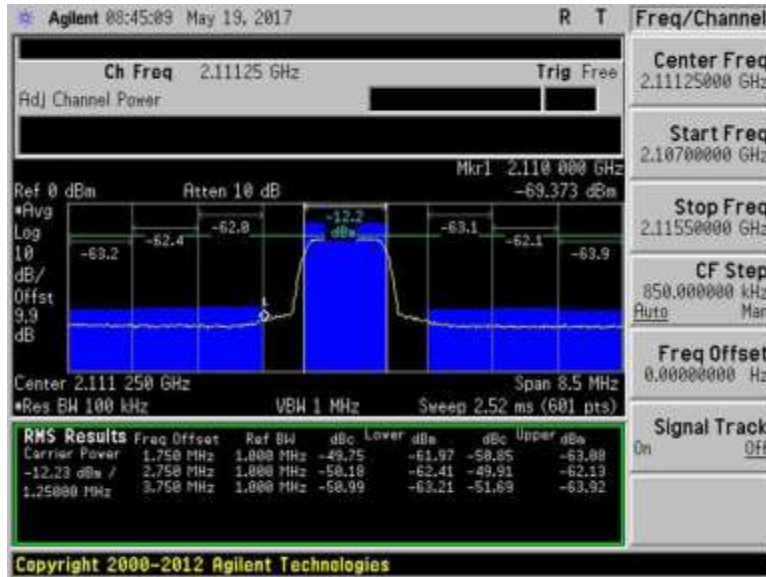 Agilent 08:45:09 May 19, 2017 R T
Freq/Channel
Ch Freq 2.11125 GHz Trig Free
Adj Channel Power
Center Freq
2.11125000 GHz
Start Freq
2.10700000 GHz
Stop Freq
2.11550000 GHz
CF Step
850.000000 kHz
Auto Man
Freq Offset
0.00000000 Hz
Signal Track
On Off
Mkr1 2.110 000 GHz
Ref 0 dBm Atten 10 dB -69.373 dBm
*Avg
Log
10
dB/
Offst
9.9
dB
-63.2
-62.4
-62.0
-12.2
dBm
-63.1
-62.1
-63.9
Center 2.111 250 GHz Span 8.5 MHz
*Res BW 100 kHz VBW 1 MHz Sweep 2.52 ms (601 pts)
RMS Results Freq Offset Ref BW dBc Lower dBm dBc Upper dBm
Carrier Power 1.750 MHz 1.000 MHz -49.75 -61.97 -50.85 -63.08
-12.23 dBm / 2.750 MHz 1.000 MHz -50.18 -62.41 -49.91 -62.13
1.25000 MHz 3.750 MHz 1.000 MHz -50.99 -63.21 -51.69 -63.92
Copyright 2000-2012 Agilent Technologies